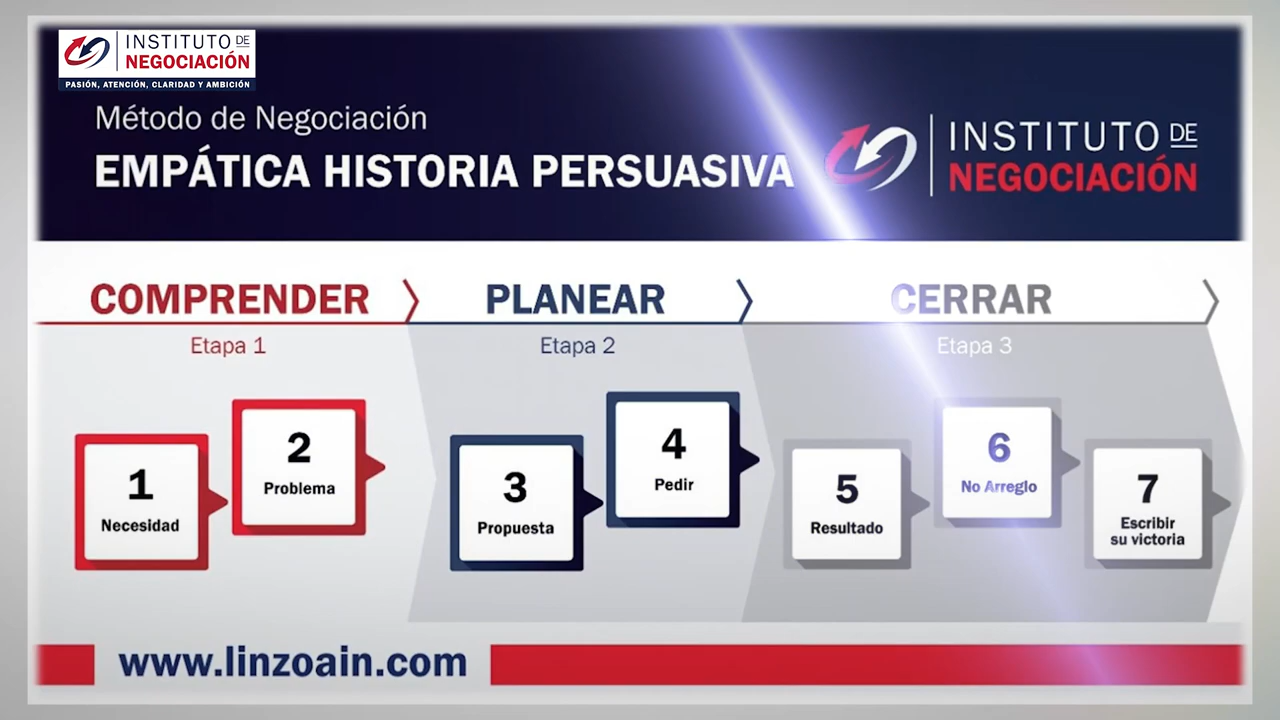 INSTITUTO DE
NEGOCIACIÓN
PASIÓN, ATENCIÓN, CLARIDAD Y AMBICIÓN
Método de Negociación
EMPÁTICA HISTORIA PERSUASIVA
INSTITUTO DE
NEGOCIACIÓN
COMPRENDER
PLANEAR
CERRAR
Etapa 1
Etapa 2
Etapa 3
1
Necesidad
2
Problema
3
Propuesta
4
Pedir
5
Resultado
6
No Arreglo
7
Escribir
su victoria
www.linzoain.com